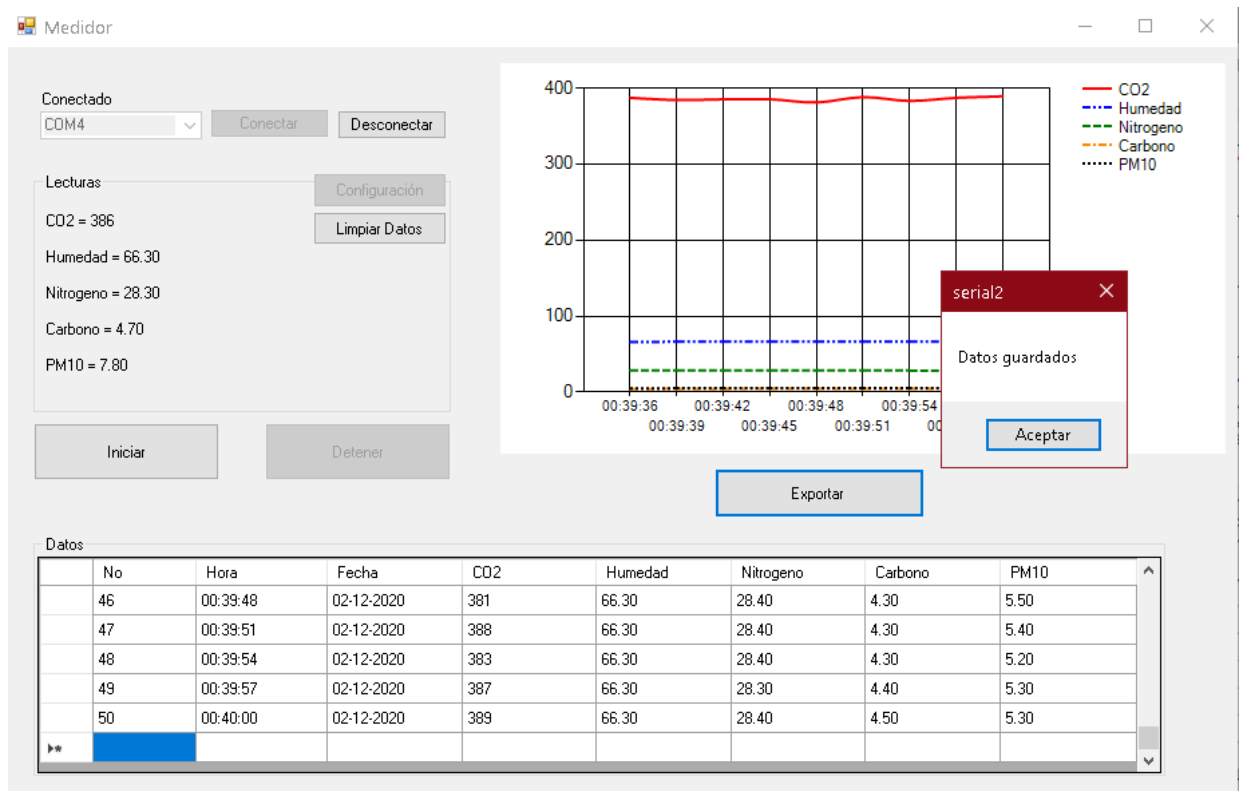 Medidor
Conectado
COM4
Conectar
Desconectar
Lecturas
Configuración
CO2 = 386
Limpiar Datos
Humedad = 66.30
Nitrogeno = 28.30
Carbono = 4.70
PM10 = 7.80
Iniciar
Detener
400
300
200
100
0
00:39:36 00:39:42 00:39:48 00:39:54
00:39:39 00:39:45 00:39:51
CO2
Humedad
Nitrogeno
Carbono
PM10
serial2
Datos guardados
Aceptar
Exportar
Datos
No Hora Fecha CO2 Humedad Nitrogeno Carbono PM10
46 00:39:48 02-12-2020 381 66.30 28.40 4.30 5.50
47 00:39:51 02-12-2020 388 66.30 28.40 4.30 5.40
48 00:39:54 02-12-2020 383 66.30 28.40 4.30 5.20
49 00:39:57 02-12-2020 387 66.30 28.30 4.40 5.30
50 00:40:00 02-12-2020 389 66.30 28.40 4.50 5.30